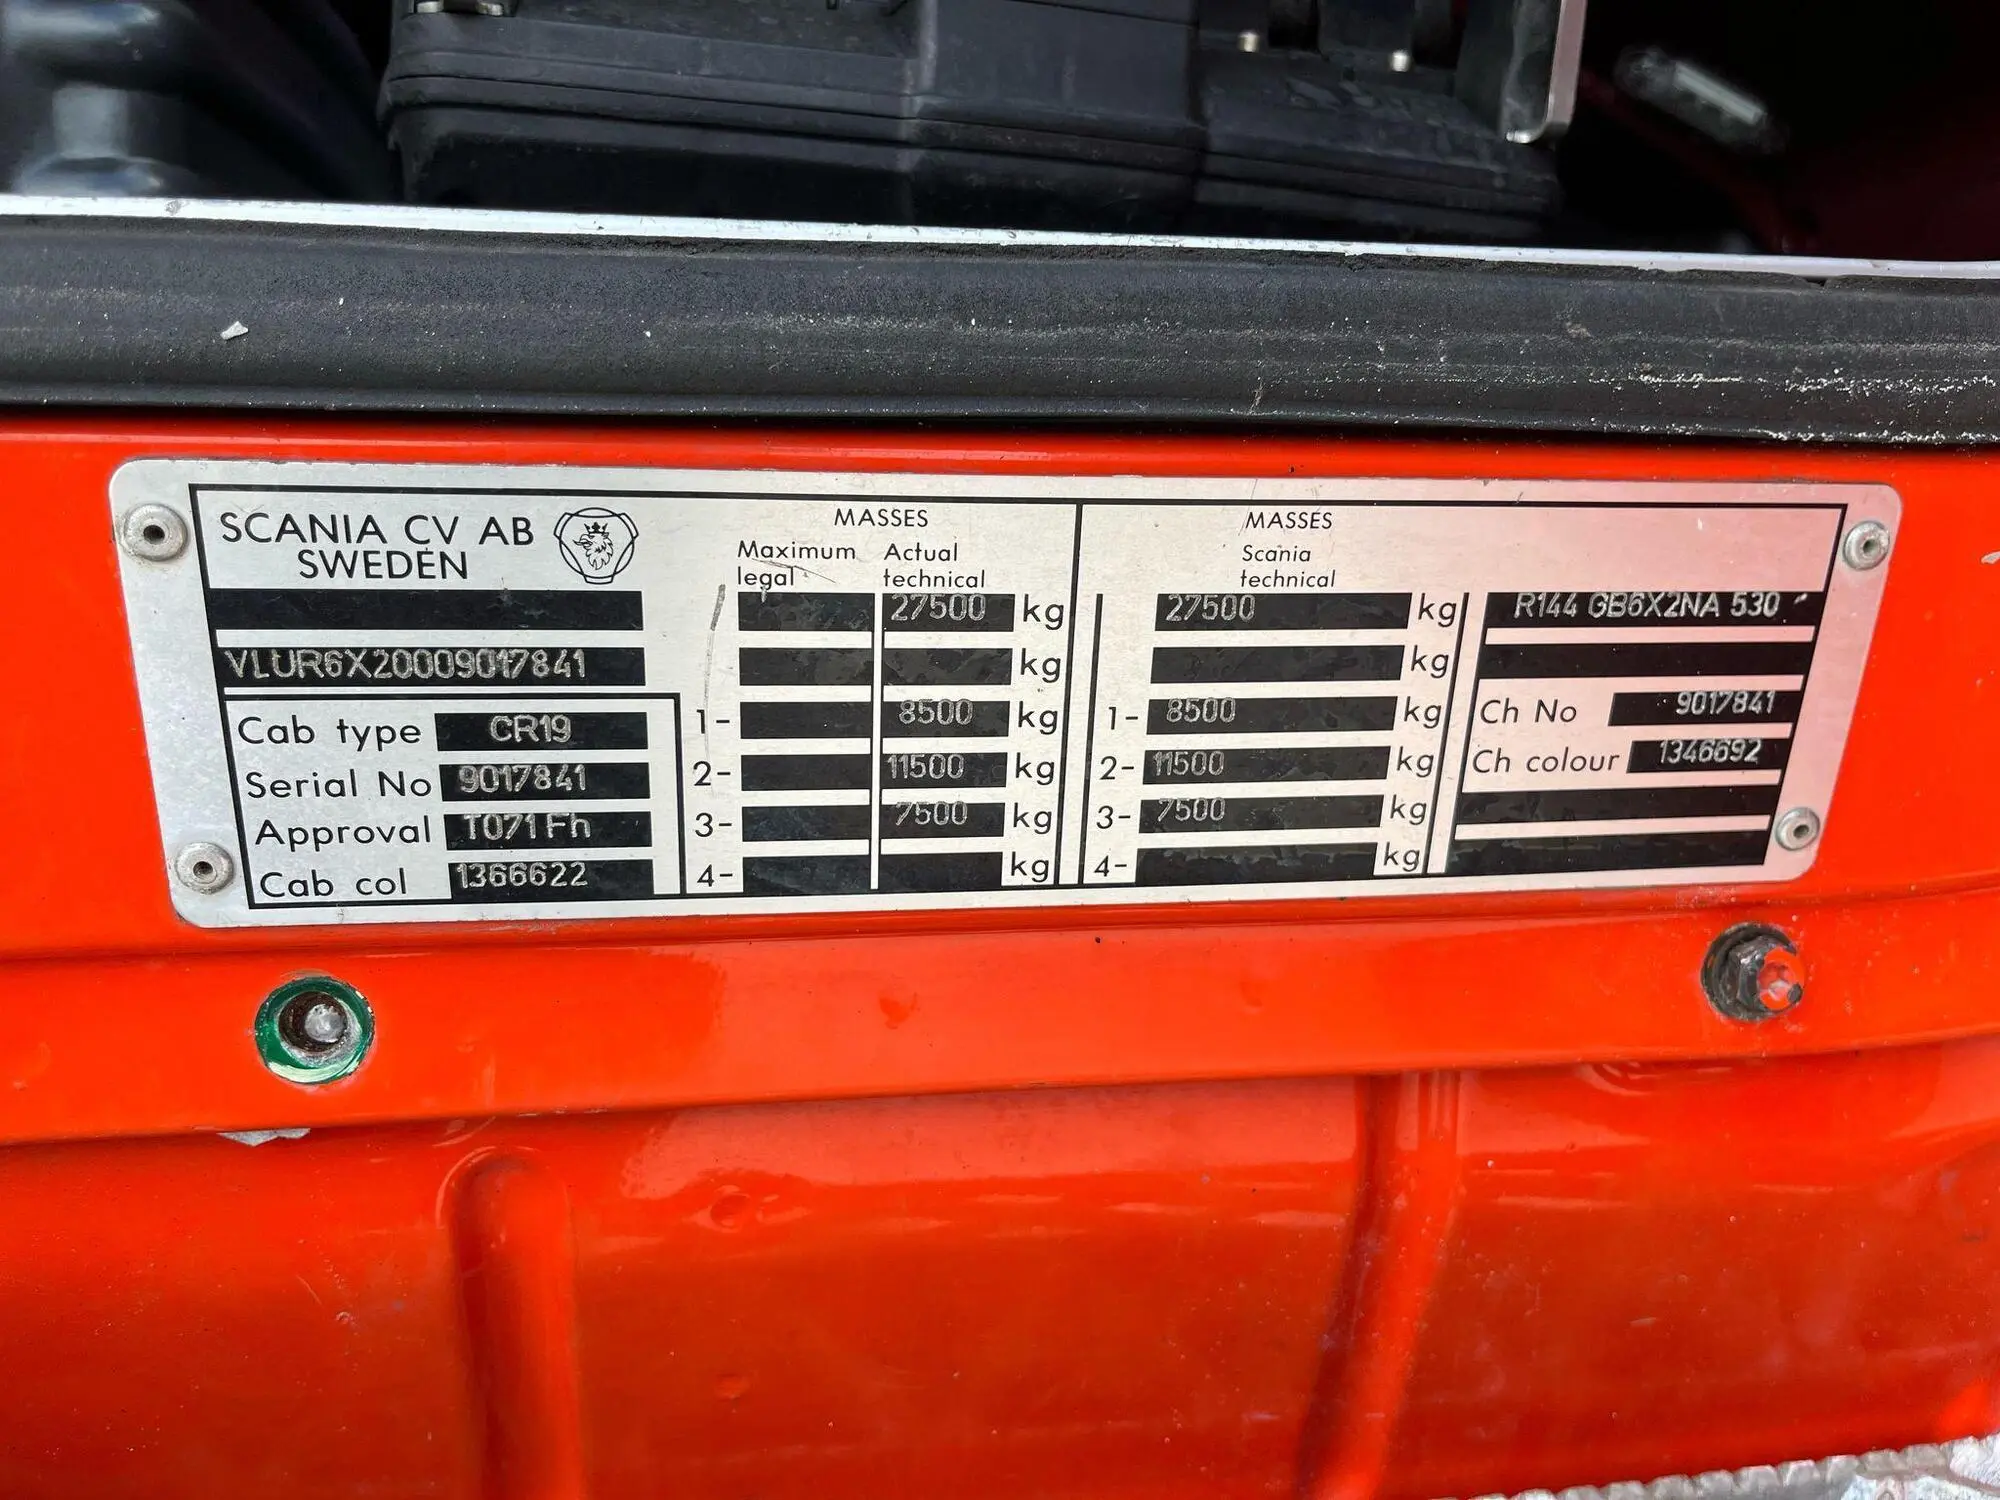 SCANIA CV AB
SWEDEN
VLUR6X20009017841
Cab type CR19
Serial No 9017841
Approval T071Fh
Cab col 1366622
MASSES
Maximum legal Actual technical
27500 kg
kg
1- 8500 kg
2- 11500 kg
3- 7500 kg
4- kg
MASSES
Scania technical
27500 kg
kg
1- 8500 kg
2- 11500 kg
3- 7500 kg
4- kg
R144 GB6X2NA 530
Ch No 9017841
Ch colour 1346692